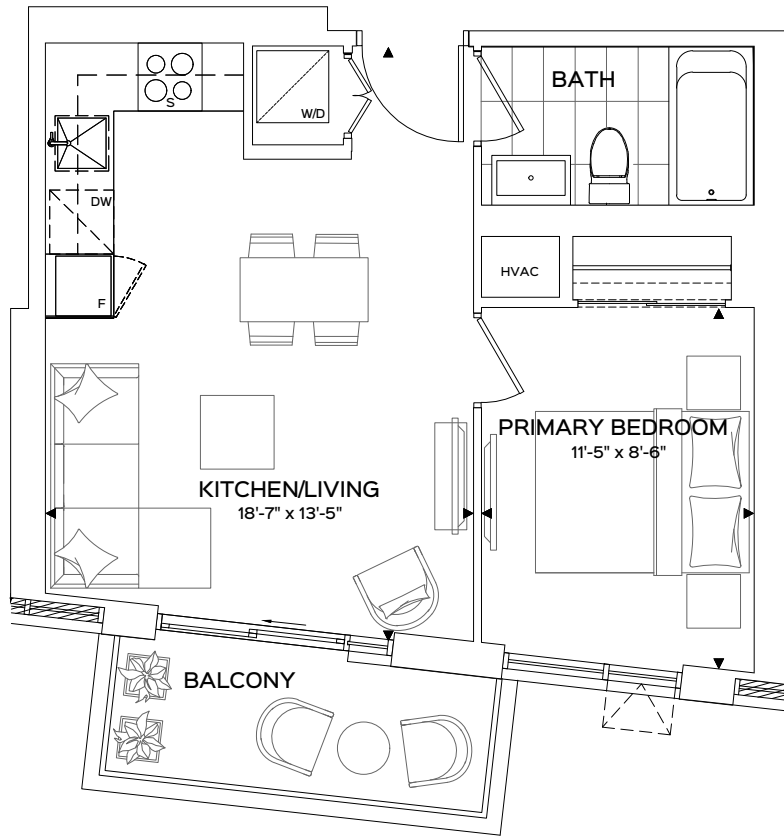 BATH
S
W/D
DW
F
HVAC
PRIMARY BEDROOM
11'-5" x 8'-6"
KITCHEN/LIVING
18'-7" x 13'-5"
BALCONY